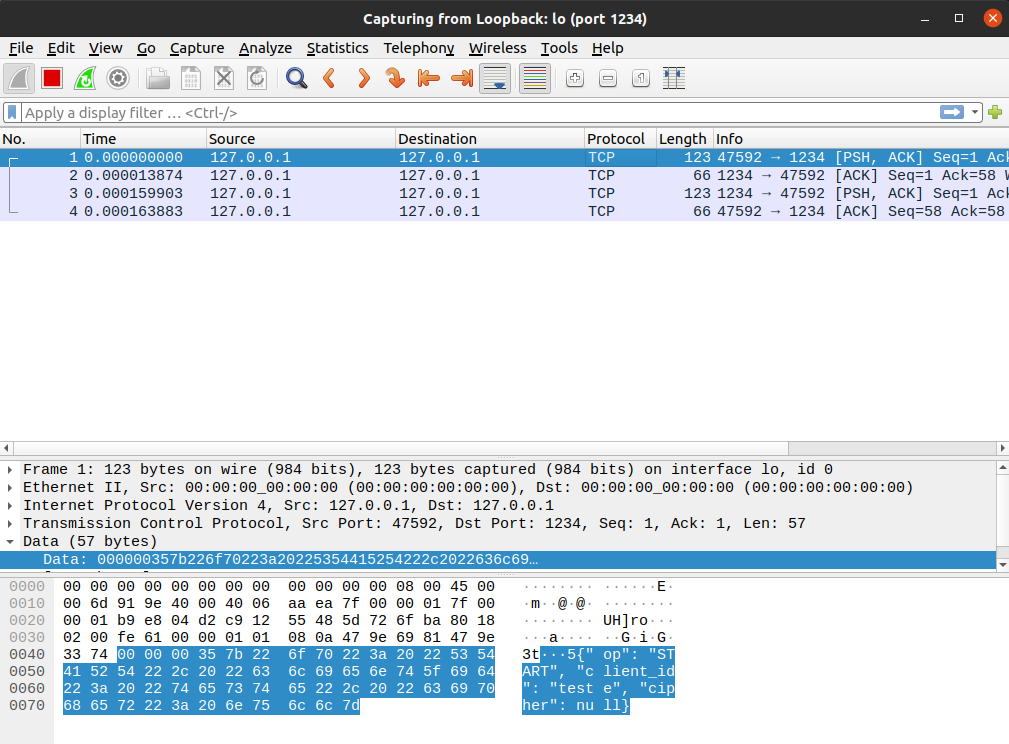 Capturing from Loopback: lo (port 1234)
File Edit View Go Capture Analyze Statistics Telephony Wireless Tools Help
Apply a display filter … <Ctrl-/>
No. Time Source Destination Protocol Length Info
1 0.000000000 127.0.0.1 127.0.0.1 TCP 123 47592 → 1234 [PSH, ACK] Seq=1 Ack
2 0.000013874 127.0.0.1 127.0.0.1 TCP 66 1234 → 47592 [ACK] Seq=1 Ack=58 W
3 0.000159903 127.0.0.1 127.0.0.1 TCP 123 1234 → 47592 [PSH, ACK] Seq=1 Ack
4 0.000163883 127.0.0.1 127.0.0.1 TCP 66 47592 → 1234 [ACK] Seq=58 Ack=58
Frame 1: 123 bytes on wire (984 bits), 123 bytes captured (984 bits) on interface lo, id 0
Ethernet II, Src: 00:00:00_00:00:00 (00:00:00:00:00:00), Dst: 00:00:00_00:00:00 (00:00:00:00:00:00)
Internet Protocol Version 4, Src: 127.0.0.1, Dst: 127.0.0.1
Transmission Control Protocol, Src Port: 47592, Dst Port: 1234, Seq: 1, Ack: 1, Len: 57
Data (57 bytes)
Data: 000000357b226f70223a20225354415254222c2022636c69…
0000 00 00 00 00 00 00 00 00 00 00 00 00 08 00 45 00 ········ ······E·
0010 00 6d 91 9e 40 00 40 06 aa ea 7f 00 00 01 7f 00 ·m··@·@· ········
0020 00 01 b9 e8 04 d2 c9 12 55 48 5d 72 6f ba 80 18 ········ UH]ro···
0030 02 00 fe 61 00 00 01 01 08 0a 47 9e 69 81 47 9e ···a···· ··G·i·G·
0040 33 74 00 00 00 35 7b 22 6f 70 22 3a 20 22 53 54 3t···5{" op": "ST
0050 41 52 54 22 2c 20 22 63 6c 69 65 6e 74 5f 69 64 ART", "c lient_id
0060 22 3a 20 22 74 65 73 74 65 22 2c 20 22 63 69 70 ": "test e", "cip
0070 68 65 72 22 3a 20 6e 75 6c 6c 7d her": nu ll}